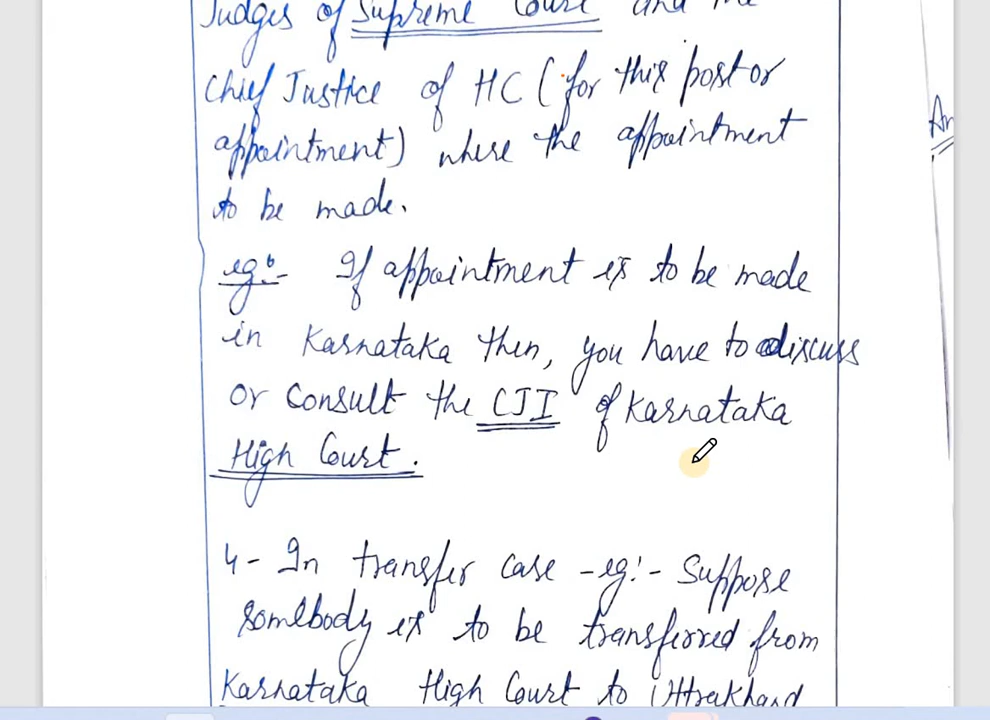 Judges of Supreme Court and the
Chief Justice of HC (for this post or
appointment) where the appointment
to be made.
eg:- If appointment is to be made
in Karnataka then, you have to discuss
or consult the CJI of Karnataka
High Court.
4- In transfer case - eg:- Suppose
somebody is to be transferred from
Karnataka High Court to Uttrakhand